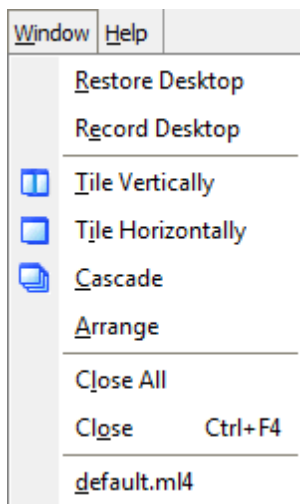 Window Help
Restore Desktop
Record Desktop
Tile Vertically
Tile Horizontally
Cascade
Arrange
Close All
Close Ctrl+F4
default.ml4